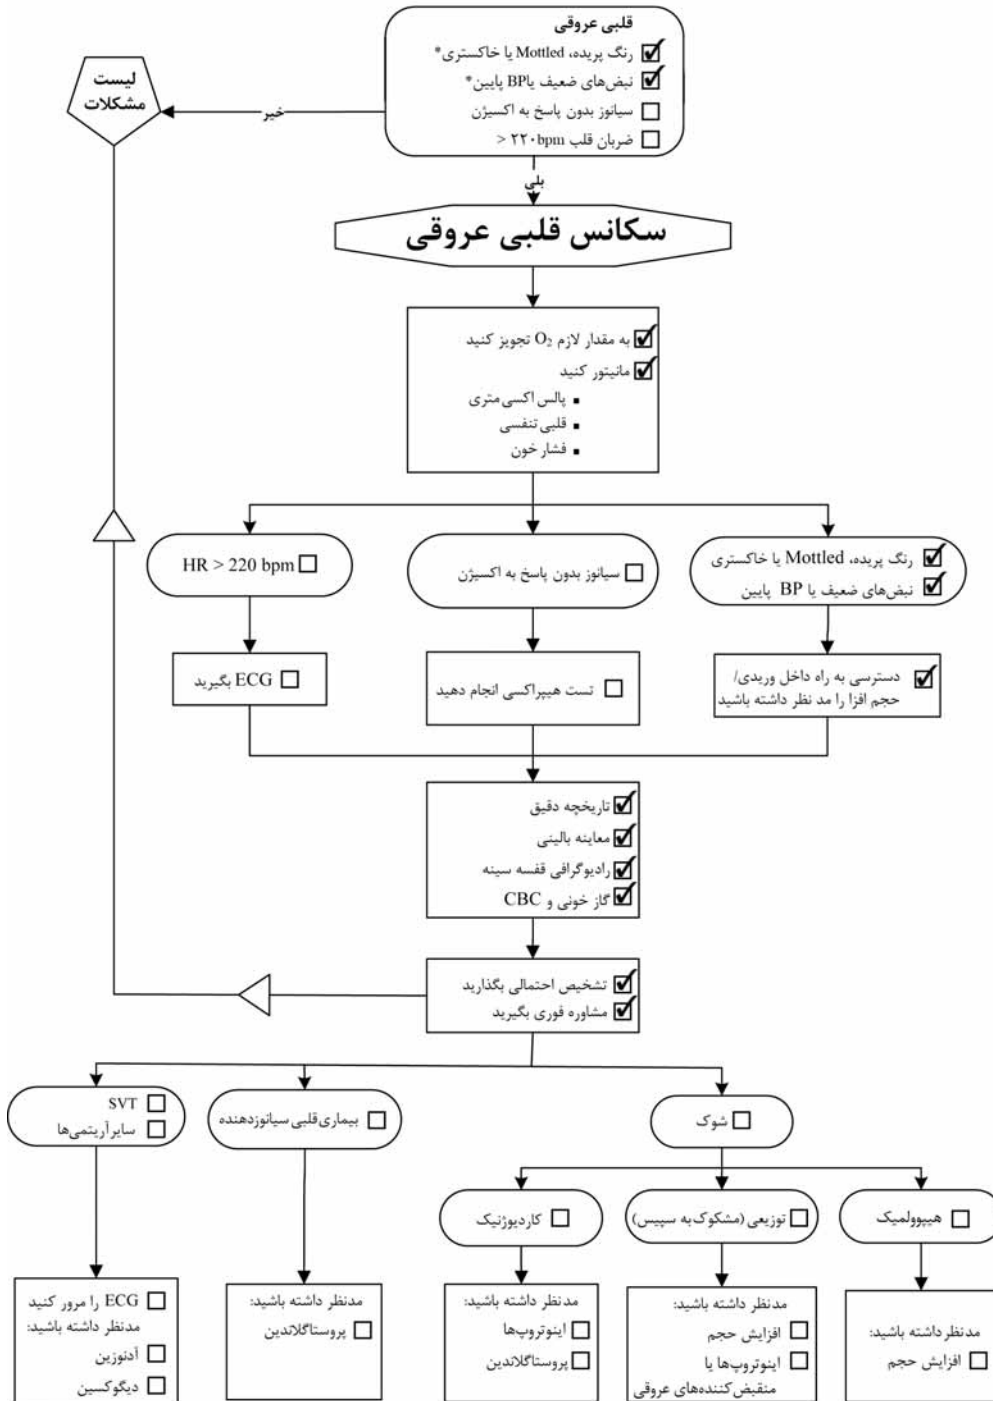 قلبی عروقی
رنگ پریده، Mottled یا خاکستری*
نبض‌های ضعیف یا BP پایین*
سیانوز بدون پاسخ به اکسیژن
ضربان قلب ۲۲۰bpm <
لیست
مشکلات
خیر
بلی
سکانس قلبی عروقی
به مقدار لازم O₂ تجویز کنید
مانیتور کنید
▪ پالس اکسی متری
▪ قلبی تنفسی
▪ فشار خون
رنگ پریده، Mottled یا خاکستری
نبض‌های ضعیف یا BP پایین
سیانوز بدون پاسخ به اکسیژن
HR > 220 bpm
دسترسی به راه داخل وریدی/
حجم افزا را مد نظر داشته باشید
تست هیپراکسی انجام دهید
ECG بگیرید
تاریخچه دقیق
معاینه بالینی
رادیوگرافی قفسه سینه
گاز خونی و CBC
تشخیص احتمالی بگذارید
مشاوره فوری بگیرید
شوک
بیماری قلبی سیانوزدهنده
SVT
سایر آریتمی‌ها
هیپوولمیک
توزیعی (مشکوک به سپیس)
کاردیوژنیک
مدنظر داشته باشید:
افزایش حجم
مدنظر داشته باشید:
افزایش حجم
اینوتروپ‌ها یا
منقبض‌کننده‌های عروقی
مدنظر داشته باشید:
اینوتروپ‌ها
پروستاگلاندین
مدنظر داشته باشید:
پروستاگلاندین
ECG را مرور کنید
مدنظر داشته باشید:
آدنوزین
دیگوکسین